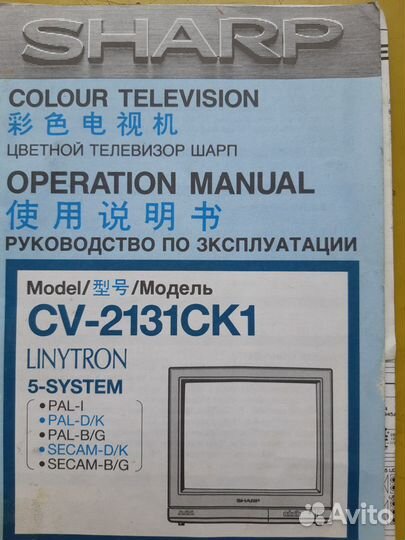 SHARP
COLOUR TELEVISION
彩色电视机
ЦВЕТНОЙ ТЕЛЕВИЗОР ШАРП
OPERATION MANUAL
使用说明书
РУКОВОДСТВО ПО ЗКСПЛУАТАЦИИ
Model/型号/Модель
CV-2131CK1
LINYTRON
5-SYSTEM
• PAL-I
• PAL-D/K
• PAL-B/G
• SECAM-D/K
• SECAM-B/G
SHARP
Avito